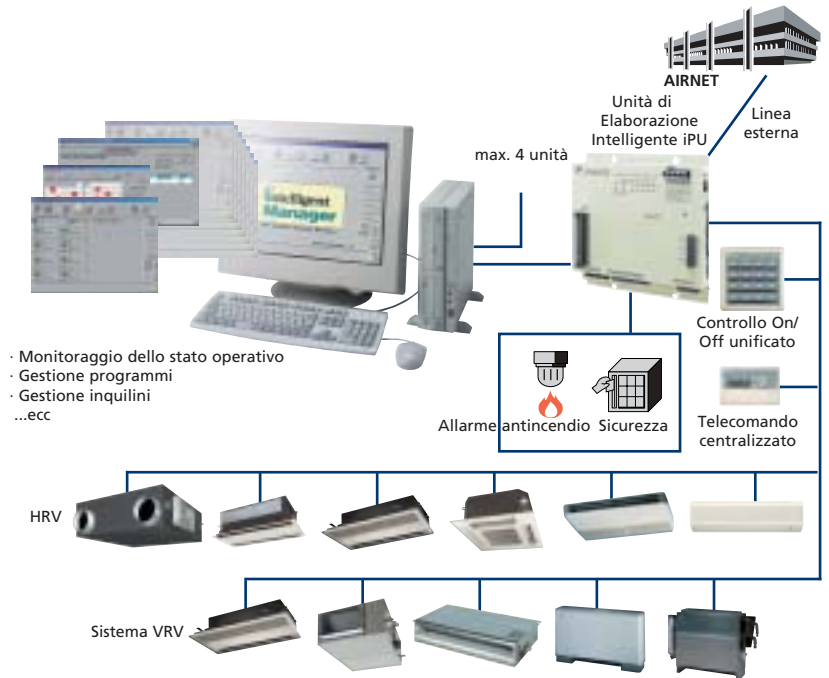 AIRNET
Unità di
Elaborazione
Intelligente iPU
Linea
esterna
max. 4 unità
Intelligent
Manager
Controllo On/
Off unificato
· Monitoraggio dello stato operativo
· Gestione programmi
· Gestione inquilini
...ecc
Allarme antincendio
Sicurezza
Telecomando
centralizzato
HRV
Sistema VRV